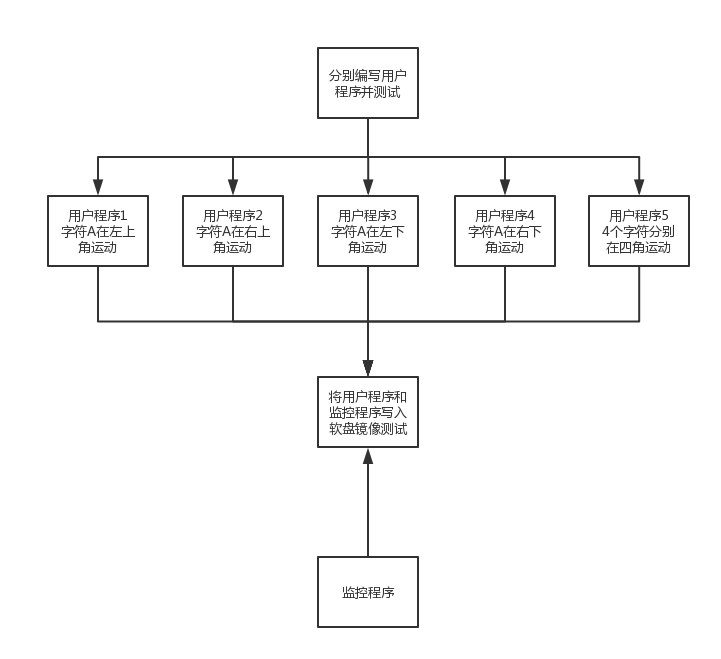 分别编写用户
程序并测试
用户程序1
字符A在左上
角运动
用户程序2
字符A在右上
角运动
用户程序3
字符A在左下
角运动
用户程序4
字符A在右下
角运动
用户程序5
4个字符分别
在四角运动
将用户程序和
监控程序写入
软盘镜像测试
监控程序